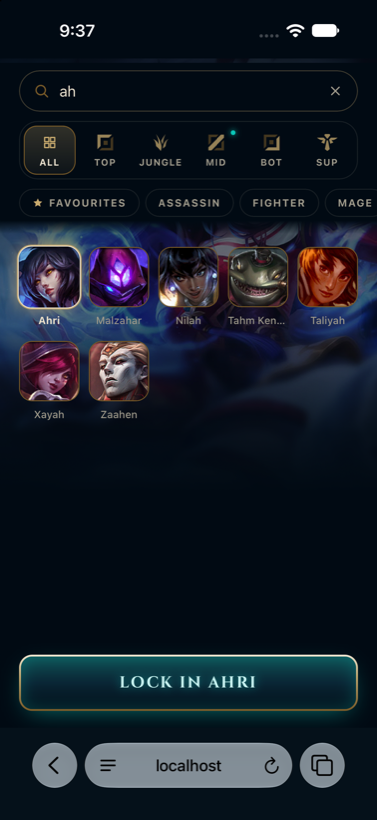 9:37
ah
ALL TOP JUNGLE MID BOT SUP
FAVOURITES ASSASSIN FIGHTER MAGE
Ahri Malzahar Nilah Tahm Ken... Taliyah
Xayah Zaahen
LOCK IN AHRI
localhost